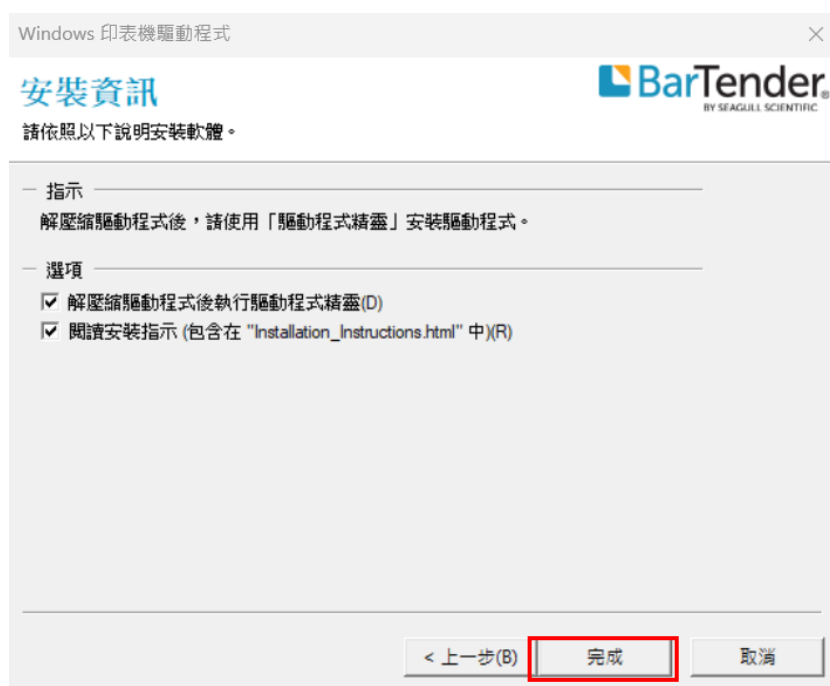 Windows 印表機驅動程式
安裝資訊
請依照以下說明安裝軟體。
BarTender®
BY SEAGULL SCIENTIFIC
指示
解壓縮驅動程式後，請使用「驅動程式精靈」安裝驅動程式。
選項
解壓縮驅動程式後執行驅動程式精靈(D)
閱讀安裝指示 (包含在 "Installation_Instructions.html" 中)(R)
< 上一步(B)
完成
取消